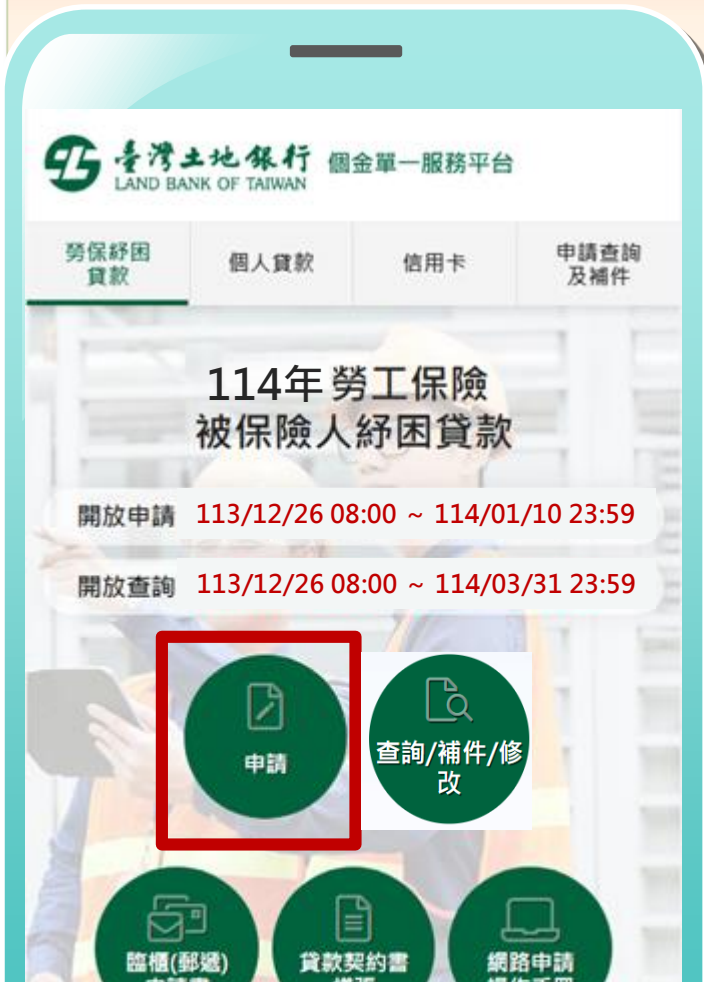 臺灣土地銀行 個金單一服務平台
LAND BANK OF TAIWAN
勞保紓困
貸款
個人貸款
信用卡
申請查詢
及補件
114年 勞工保險
被保險人紓困貸款
開放申請 113/12/26 08:00 ~ 114/01/10 23:59
開放查詢 113/12/26 08:00 ~ 114/03/31 23:59
申請
查詢/補件/修
改
臨櫃(郵遞)
貸款契約書
網路申請